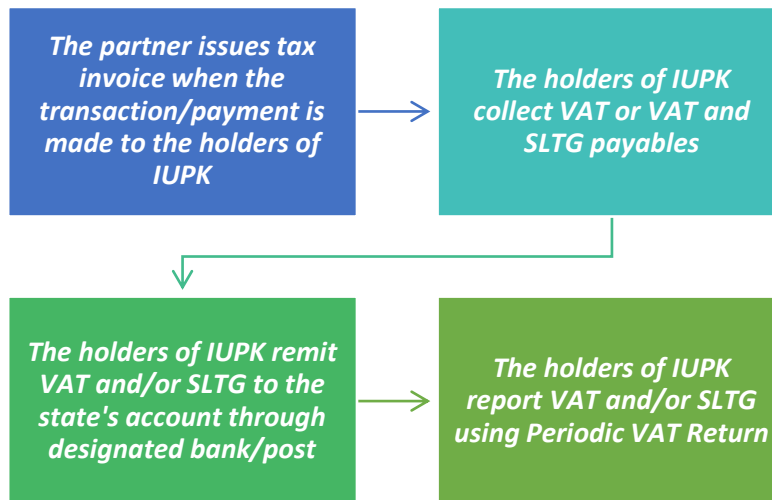 The partner issues tax
invoice when the
transaction/payment is
made to the holders of
IUPK
The holders of IUPK
collect VAT or VAT and
SLTG payables
The holders of IUPK remit
VAT and/or SLTG to the
state's account through
designated bank/post
The holders of IUPK
report VAT and/or SLTG
using Periodic VAT Return